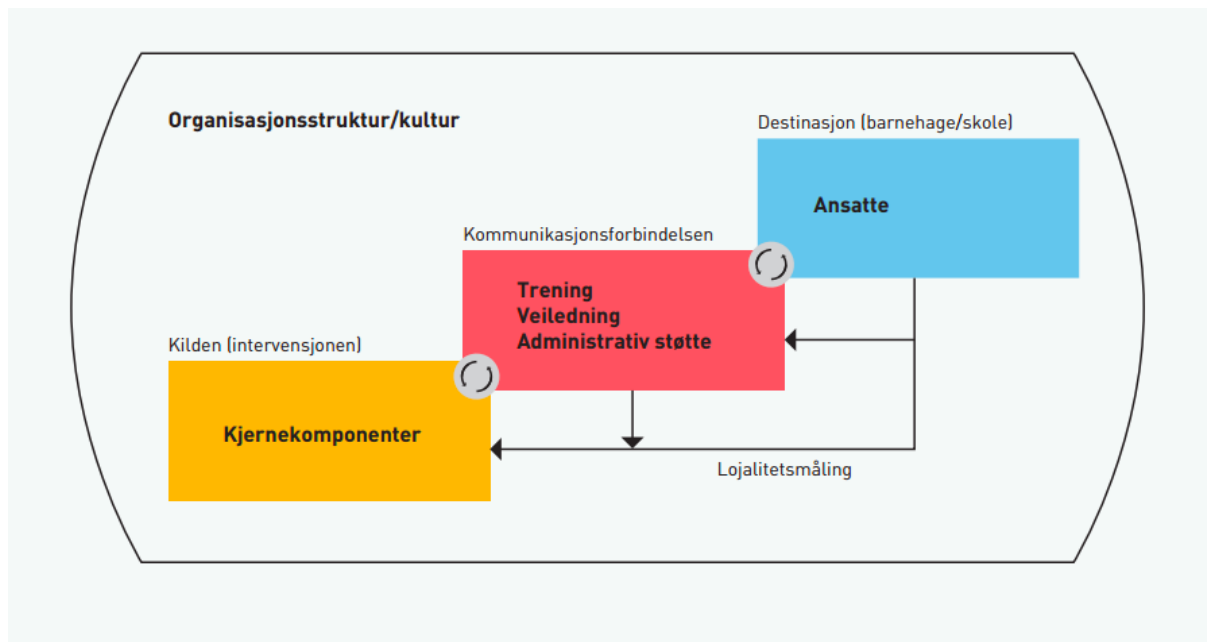 Organisasjonsstruktur/kultur
Destinasjon (barnehage/skole)
Ansatte
Kommunikasjonsforbindelsen
Trening
Veiledning
Administrativ støtte
Kilden (intervensjonen)
Kjernekomponenter
Lojalitetsmåling